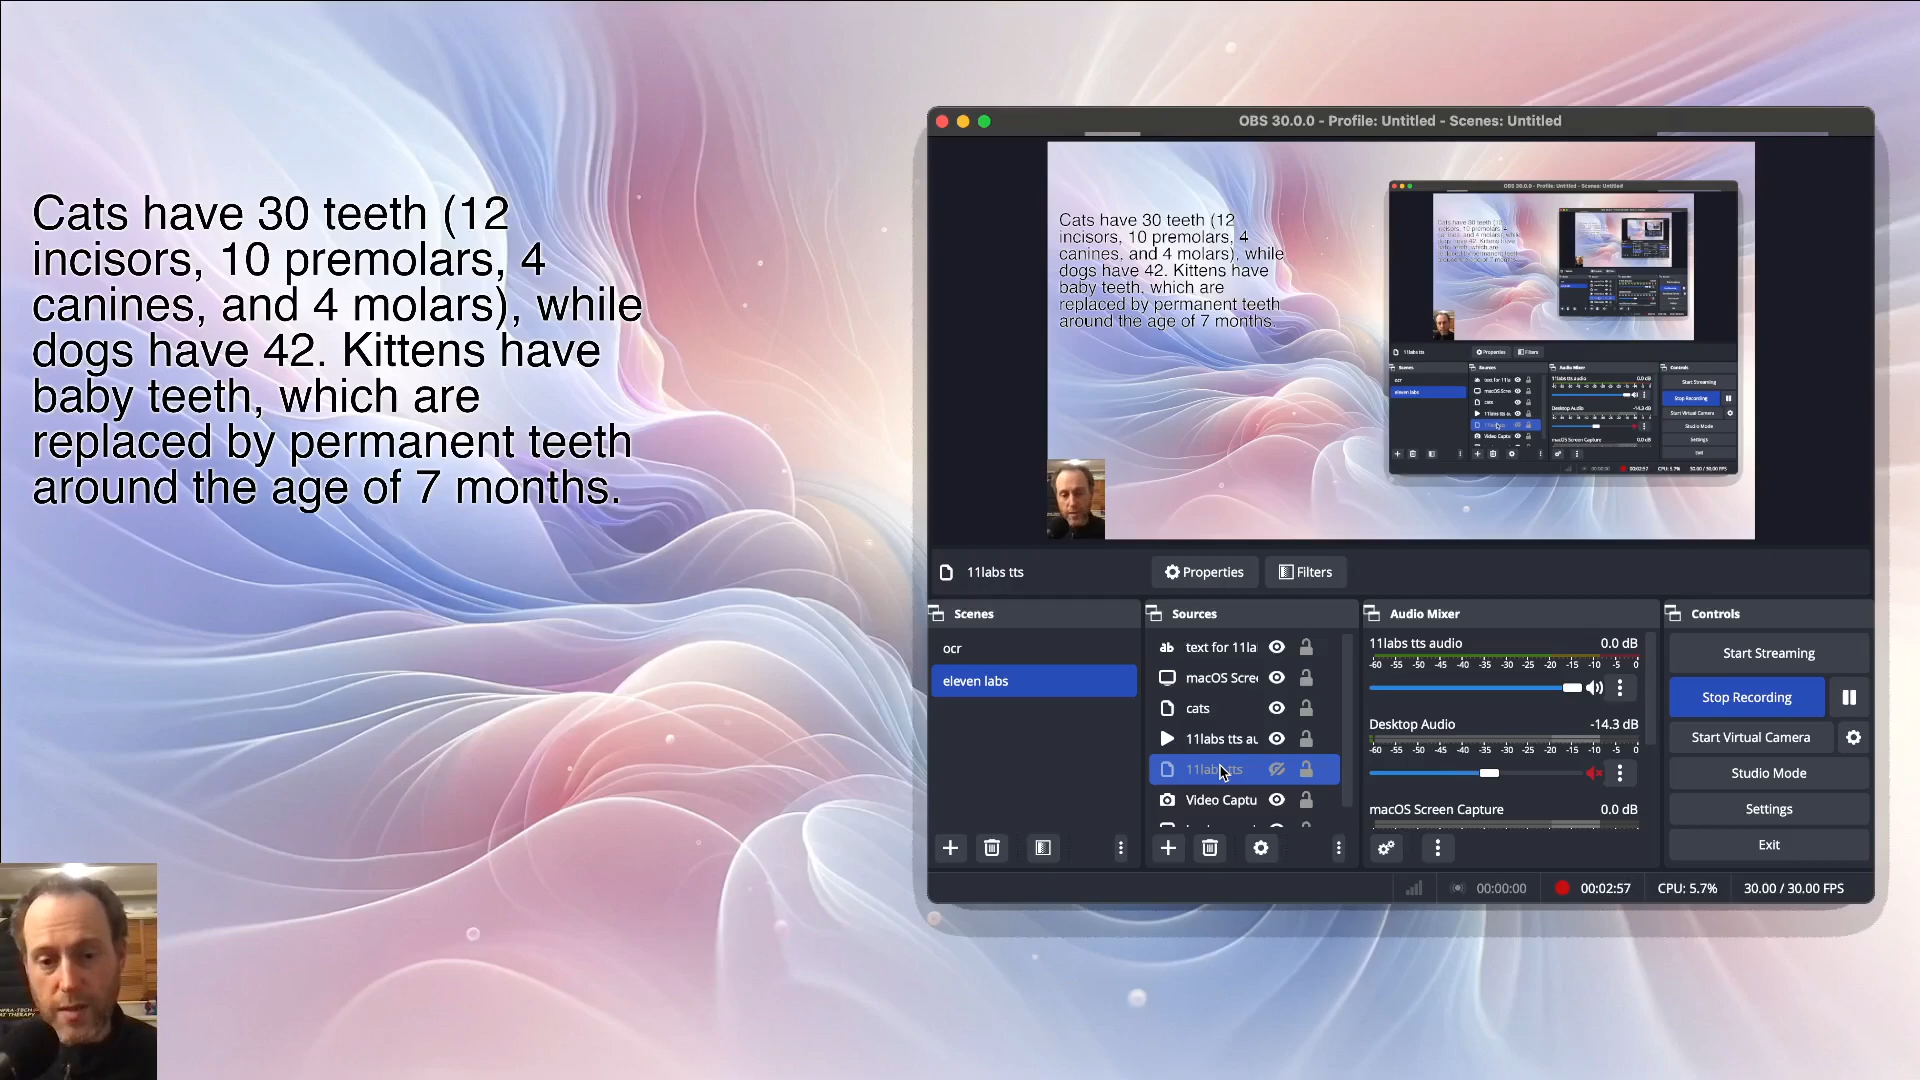 Cats have 30 teeth (12
incisors, 10 premolars, 4
canines, and 4 molars), while
dogs have 42. Kittens have
baby teeth, which are
replaced by permanent teeth
around the age of 7 months.
OBS 30.0.0 - Profile: Untitled - Scenes: Untitled
Cats have 30 teeth (12
incisors, 10 premolars, 4
canines, and 4 molars), while
dogs have 42. Kittens have
baby teeth, which are
replaced by permanent teeth
around the age of 7 months.
11labs tts
Properties
Filters
Scenes
ocr
eleven labs
Sources
ab text for 11la
macOS Scree
cats
11labs tts au
11labs tts
Video Captu
Audio Mixer
11labs tts audio 0.0 dB
-60 -55 -50 -45 -40 -35 -30 -25 -20 -15 -10 -5 0
Desktop Audio -14.3 dB
-60 -55 -50 -45 -40 -35 -30 -25 -20 -15 -10 -5 0
macOS Screen Capture 0.0 dB
Controls
Start Streaming
Stop Recording
Start Virtual Camera
Studio Mode
Settings
Exit
00:00:00 00:02:57 CPU: 5.7% 30.00 / 30.00 FPS